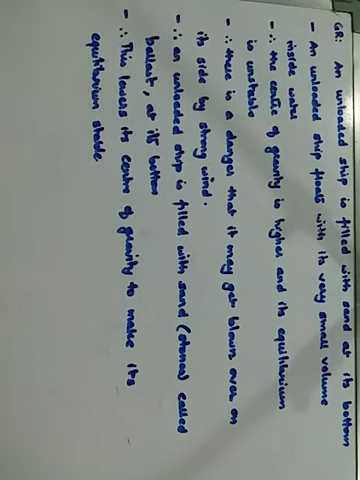 GR: An unloaded ship is filled with sand at its bottom
- An unloaded ship floats with its very small volume
inside water
- ∴ the centre of gravity is higher and its equilibrium
is unstable
- ∴ there is a danger that it may get blown over on
its side by strong wind.
- ∴ an unloaded ship is filled with sand (stones) called
ballast, at its bottom
- ∴ This lowers its centre of gravity to make its
equilibrium stable